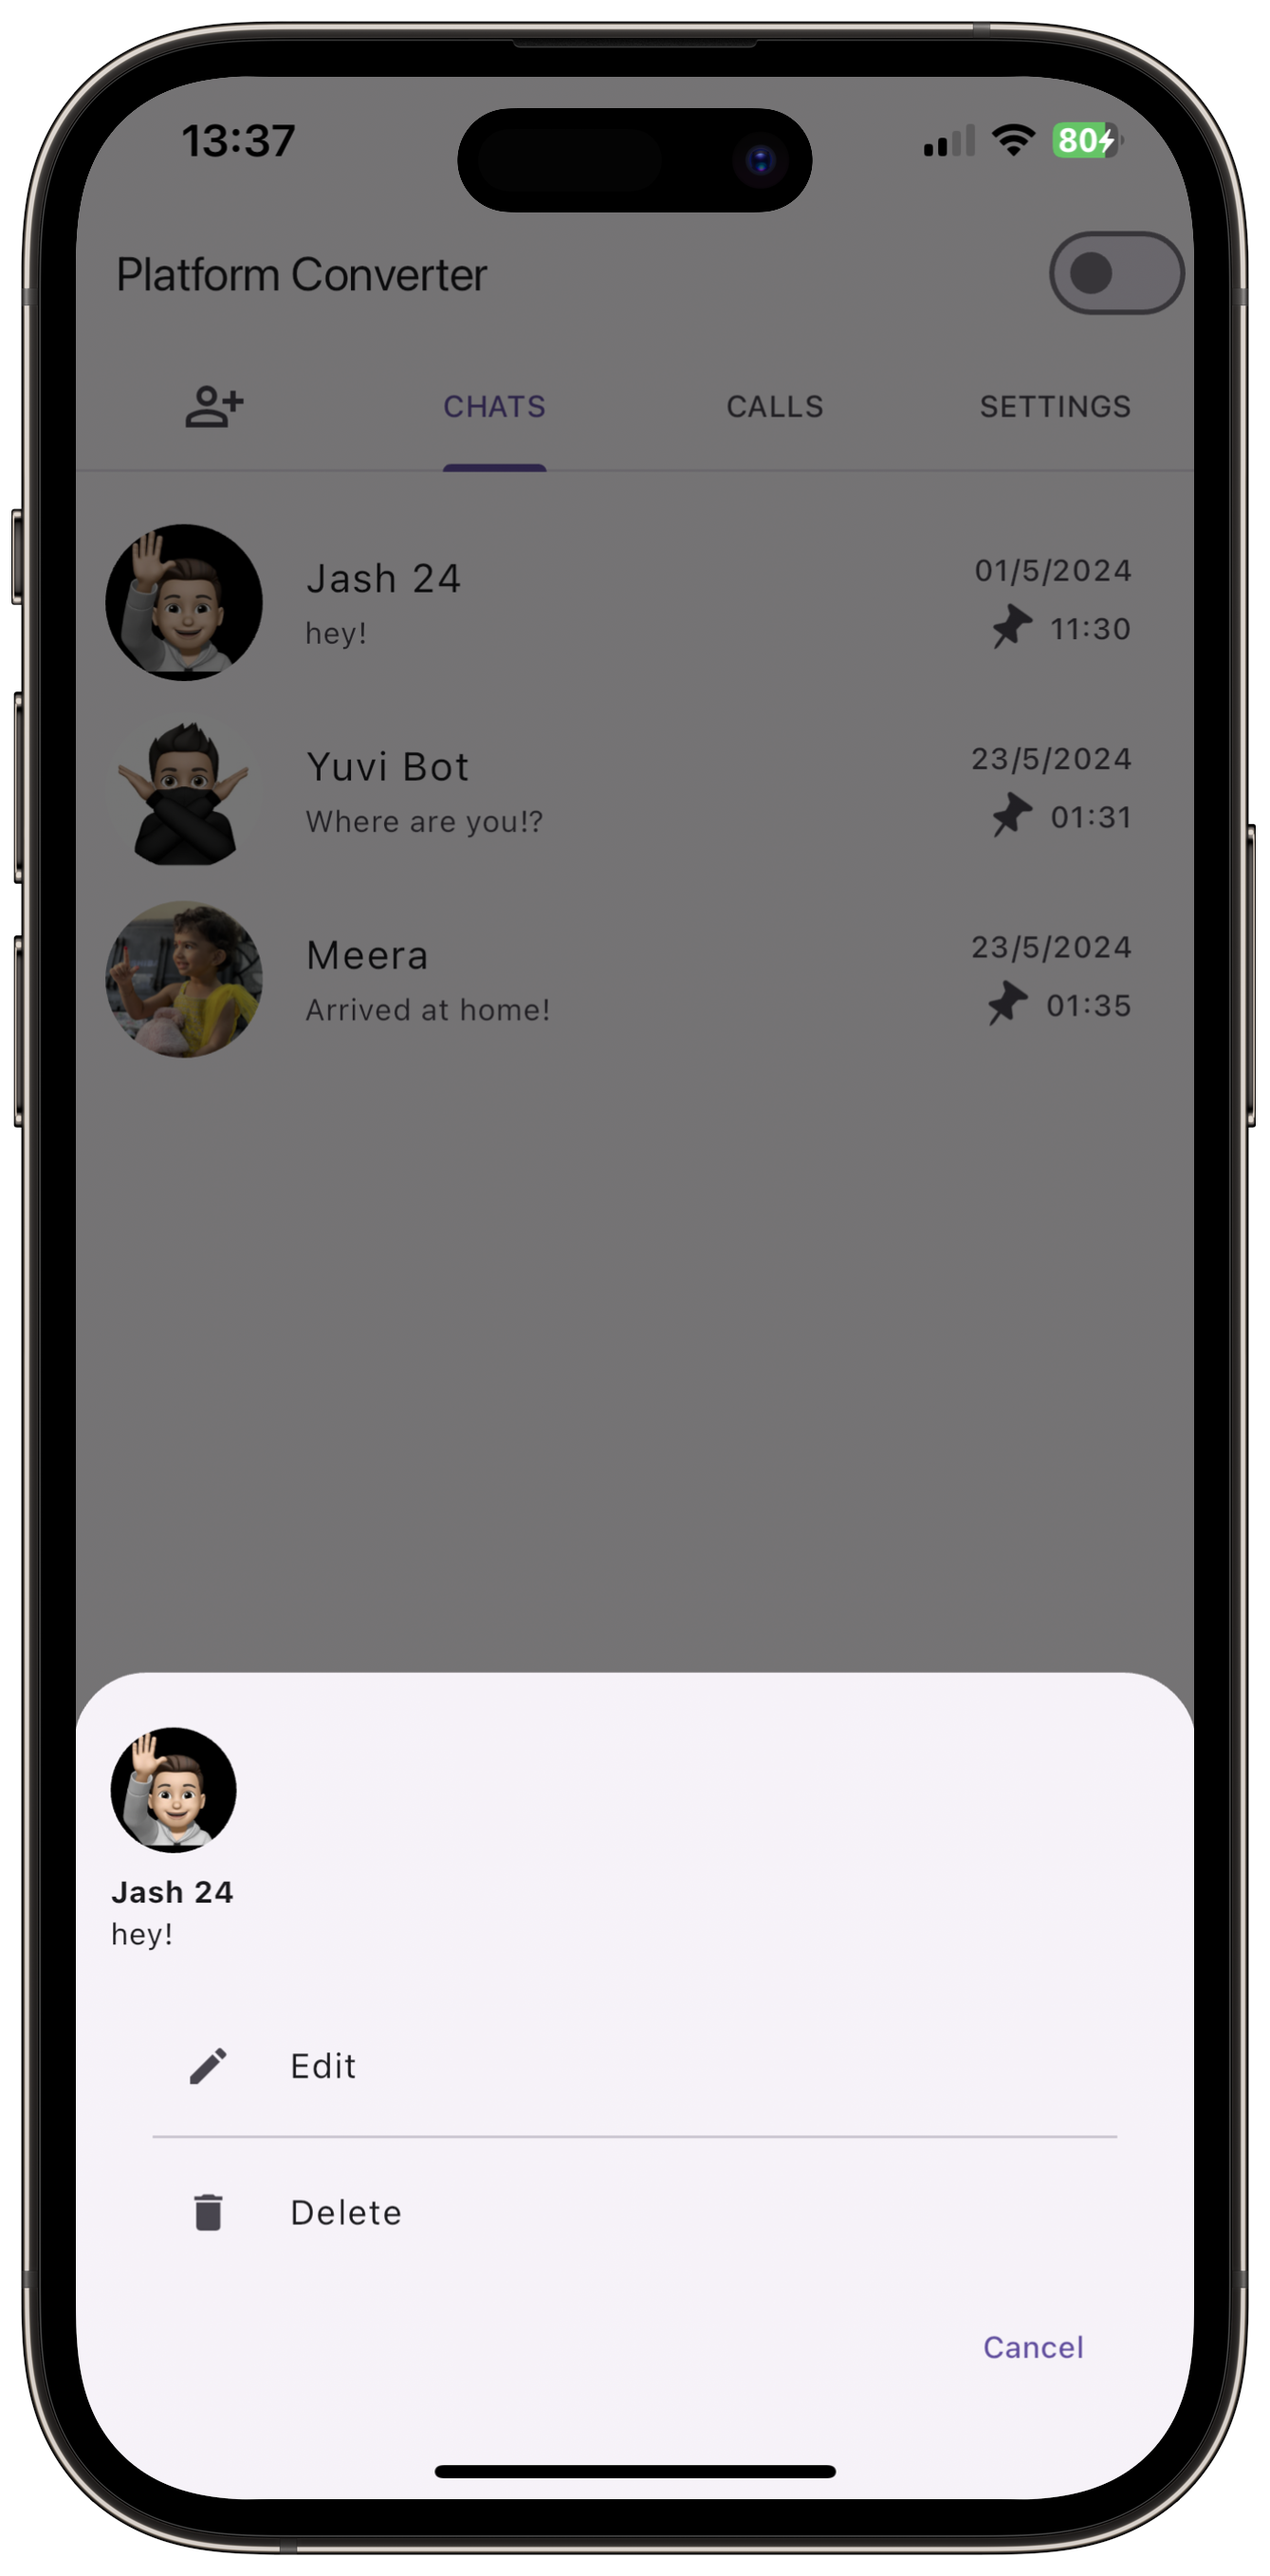 13:37
80
Platform Converter
CHATS CALLS SETTINGS
Jash 24 01/5/2024
hey! 11:30
Yuvi Bot 23/5/2024
Where are you!? 01:31
Meera 23/5/2024
Arrived at home! 01:35
Jash 24
hey!
Edit
Delete
Cancel